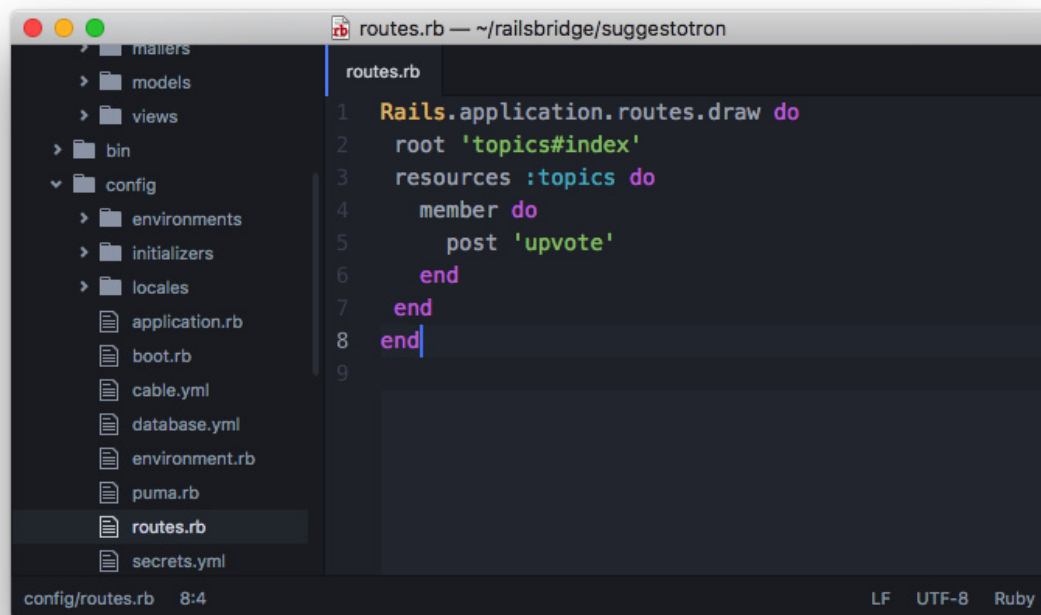 routes.rb — ~/railsbridge/suggestotron
mailers
models
views
bin
config
environments
initializers
locales
application.rb
boot.rb
cable.yml
database.yml
environment.rb
puma.rb
routes.rb
secrets.yml
routes.rb
1 Rails.application.routes.draw do
2  root 'topics#index'
3  resources :topics do
4    member do
5      post 'upvote'
6    end
7  end
8 end
9
config/routes.rb 8:4 LF UTF-8 Ruby